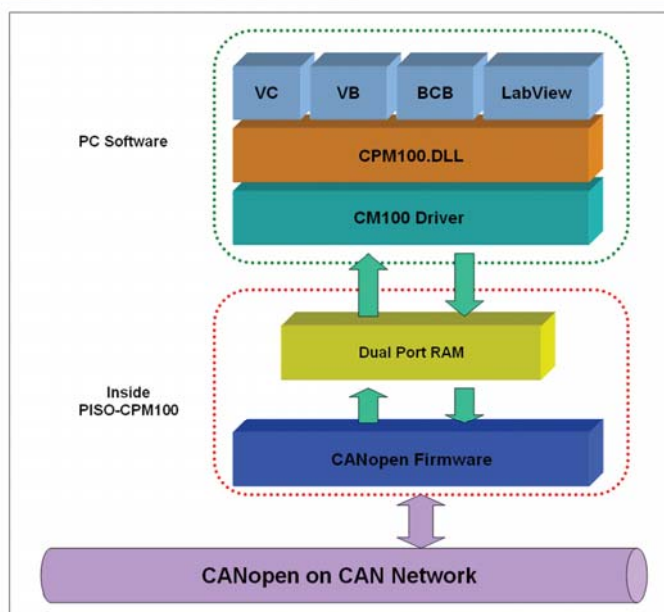 VC VB BCB LabView
PC Software
CPM100.DLL
CM100 Driver
Dual Port RAM
Inside
PISO-CPM100
CANopen Firmware
CANopen on CAN Network